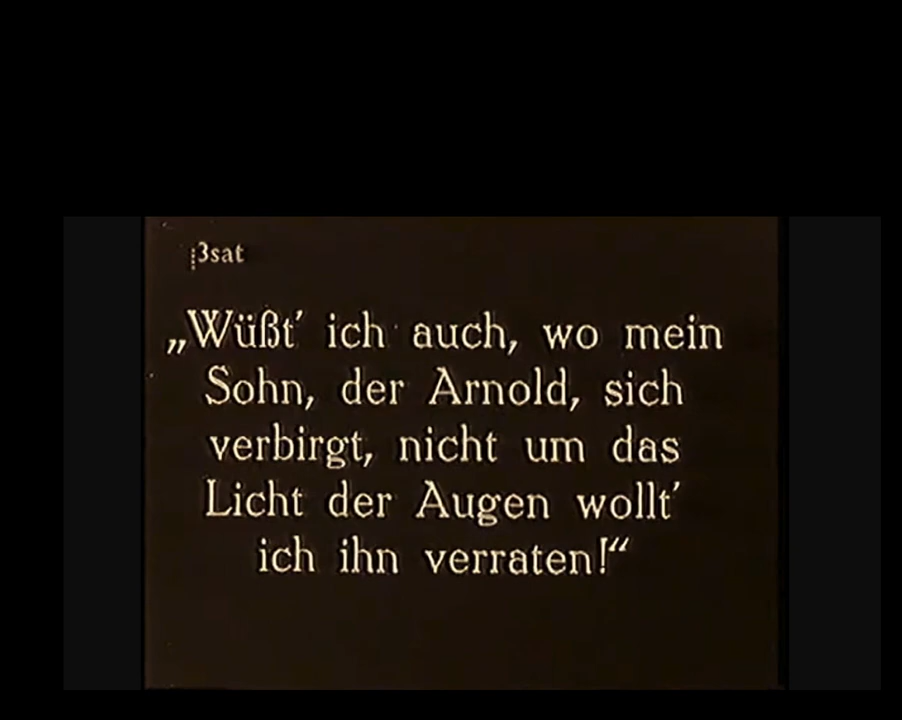 3sat
„Wüßt' ich auch, wo mein
Sohn, der Arnold, sich
verbirgt, nicht um das
Licht der Augen wollt'
ich ihn verraten!“